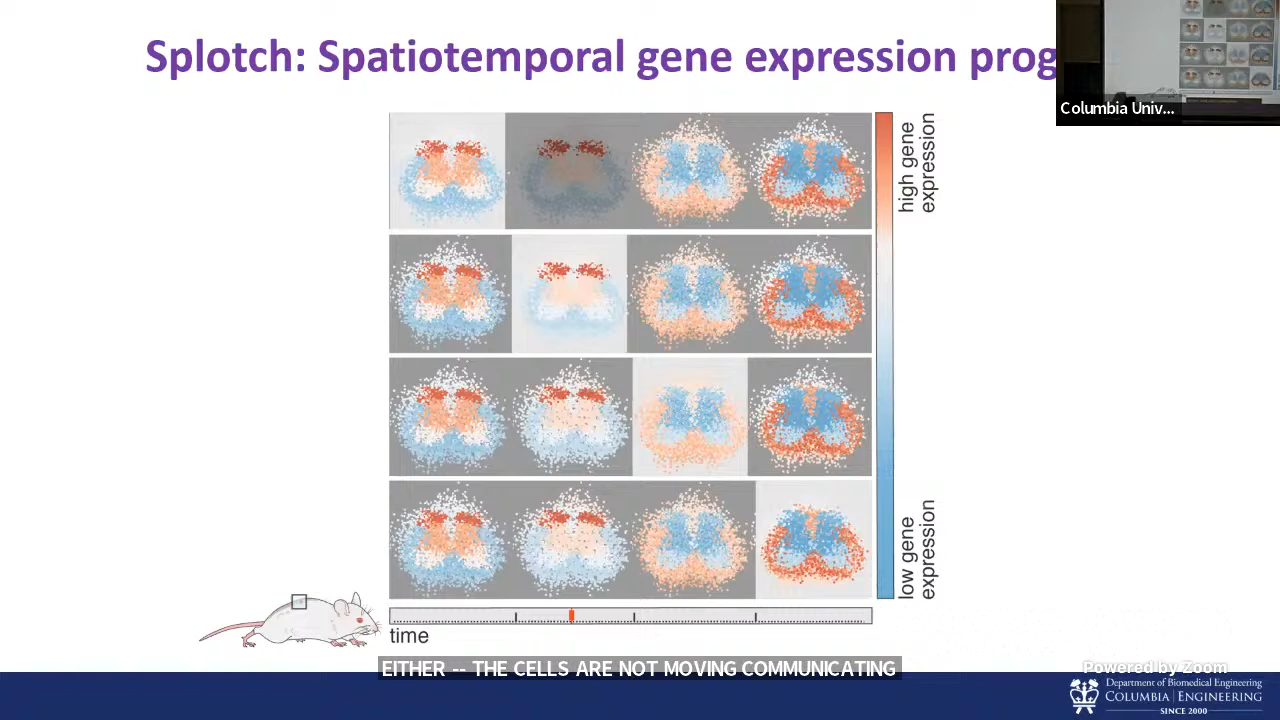 Splotch: Spatiotemporal gene expression prog
Columbia Univ...
high gene
expression
low gene
expression
time
EITHER -- THE CELLS ARE NOT MOVING COMMUNICATING
Powered by Zoom
Department of Biomedical Engineering
COLUMBIA | ENGINEERING
SINCE 2000